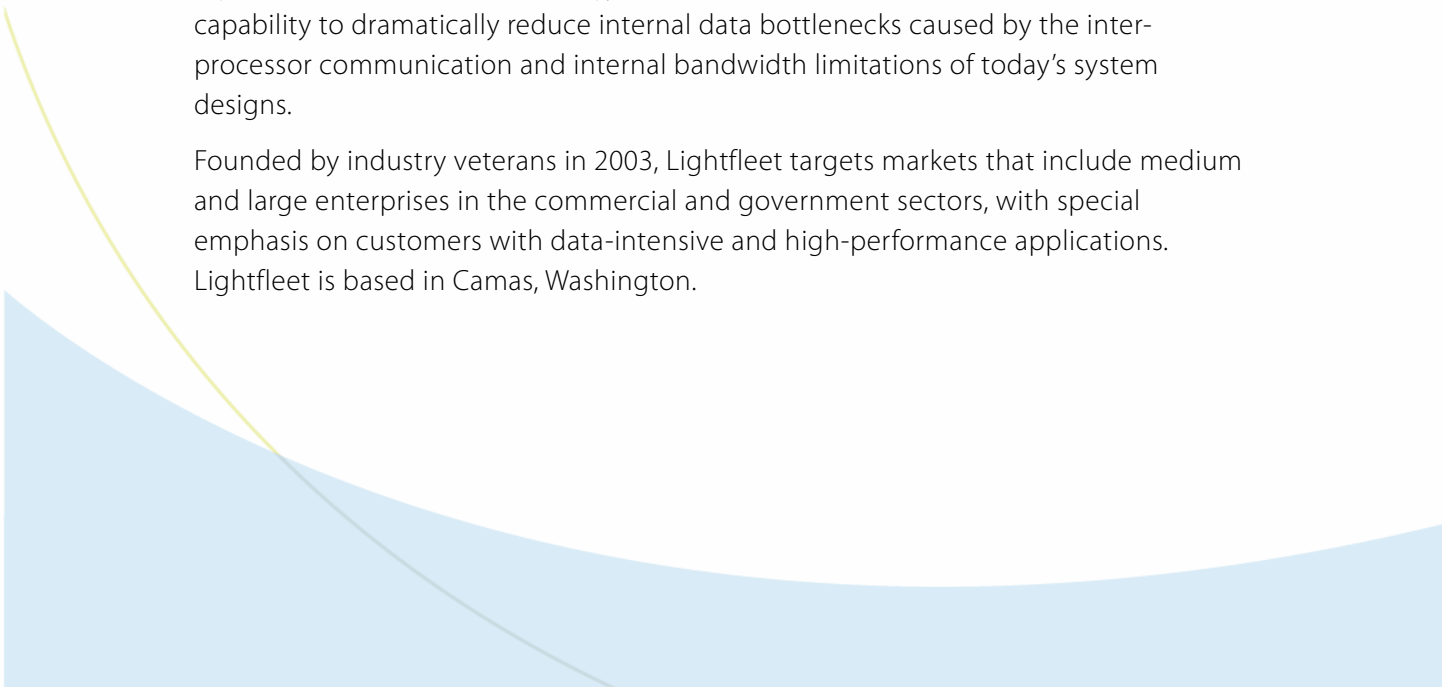 capability to dramatically reduce internal data bottlenecks caused by the inter-
processor communication and internal bandwidth limitations of today's system
designs.
Founded by industry veterans in 2003, Lightfleet targets markets that include medium
and large enterprises in the commercial and government sectors, with special
emphasis on customers with data-intensive and high-performance applications.
Lightfleet is based in Camas, Washington.